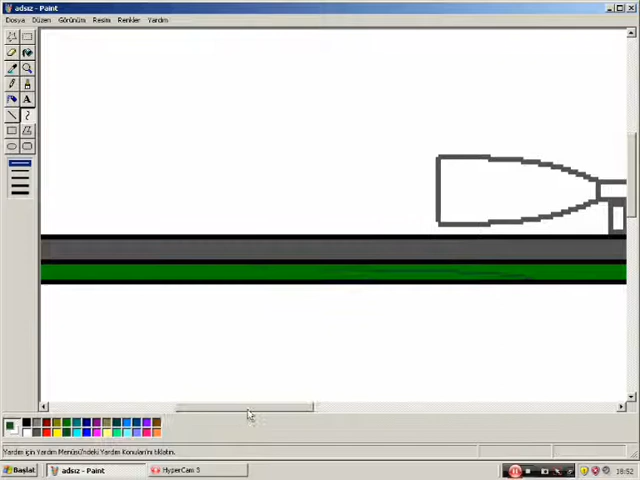 adsız - Paint
Dosya Düzen Görünüm Resim Renkler Yardım
A
Yardım için Yardım Menüsü'ndeki Yardım Konuları'nı tıklatın.
Başlat adsız - Paint HyperCam 3 18:52